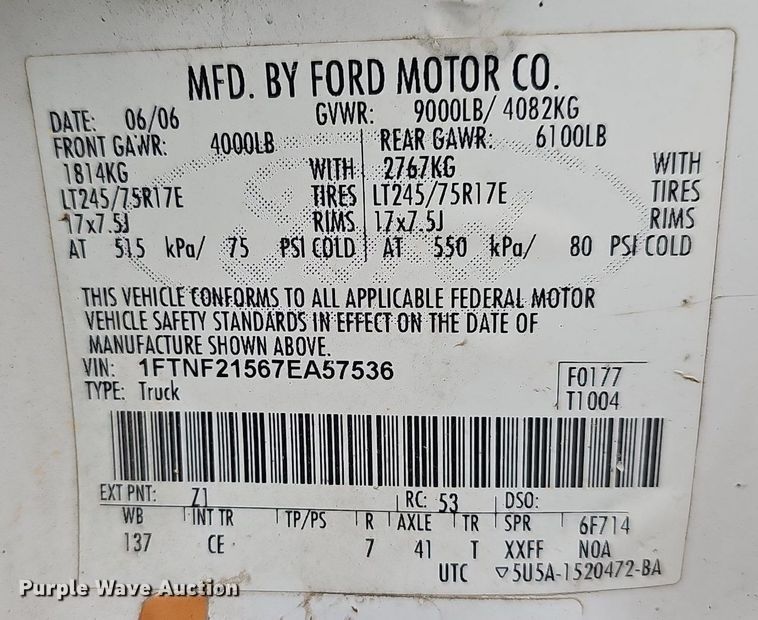 MFD. BY FORD MOTOR CO.
DATE: 06/06 GVWR: 9000LB/ 4082KG
FRONT GAWR: 4000LB REAR GAWR: 6100LB
1814KG WITH 2767KG WITH
LT245/75R17E TIRES LT245/75R17E TIRES
17x7.5J RIMS 17x7.5J RIMS
AT 515 kPa/ 75 PSI COLD AT 550 kPa/ 80 PSI COLD
THIS VEHICLE CONFORMS TO ALL APPLICABLE FEDERAL MOTOR
VEHICLE SAFETY STANDARDS IN EFFECT ON THE DATE OF
MANUFACTURE SHOWN ABOVE.
VIN: 1FTNF21567EA57536 F0177
TYPE: Truck T1004
EXT PNT: Z1 RC: 53 DSO:
WB INT TR TP/PS R AXLE TR SPR 6F714
137 CE 7 41 T XXFF NOA
UTC ▽5U5A-1520472-BA
Purple Wave Auction